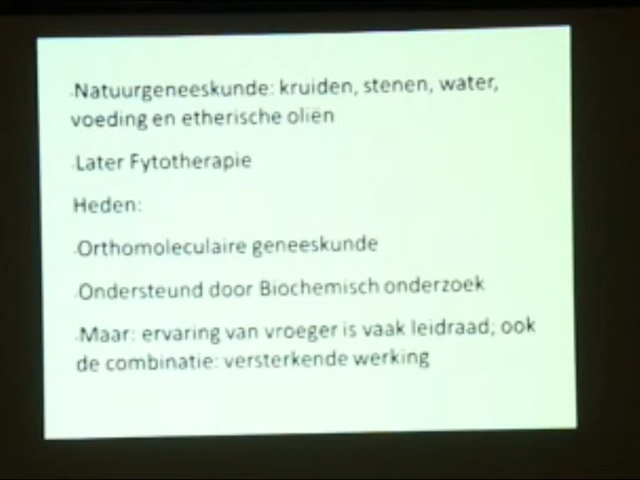 Natuurgeneeskunde: kruiden, stenen, water,
voeding en etherische oliën
Later Fytotherapie
Heden:
Orthomoleculaire geneeskunde
Ondersteund door Biochemisch onderzoek
Maar: ervaring van vroeger is vaak leidraad; ook
de combinatie: versterkende werking